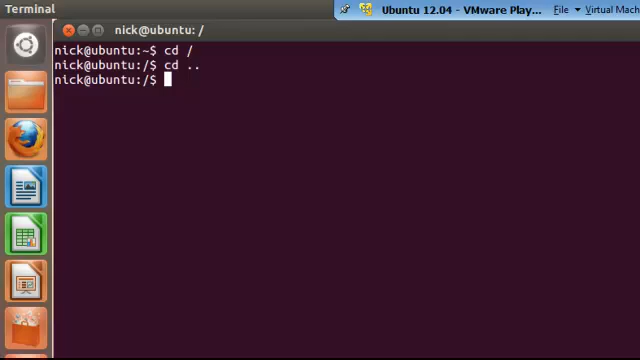 Terminal
Ubuntu 12.04 - VMware Play... File Virtual Mach
nick@ubuntu: /
nick@ubuntu:~$ cd /
nick@ubuntu:/$ cd ..
nick@ubuntu:/$